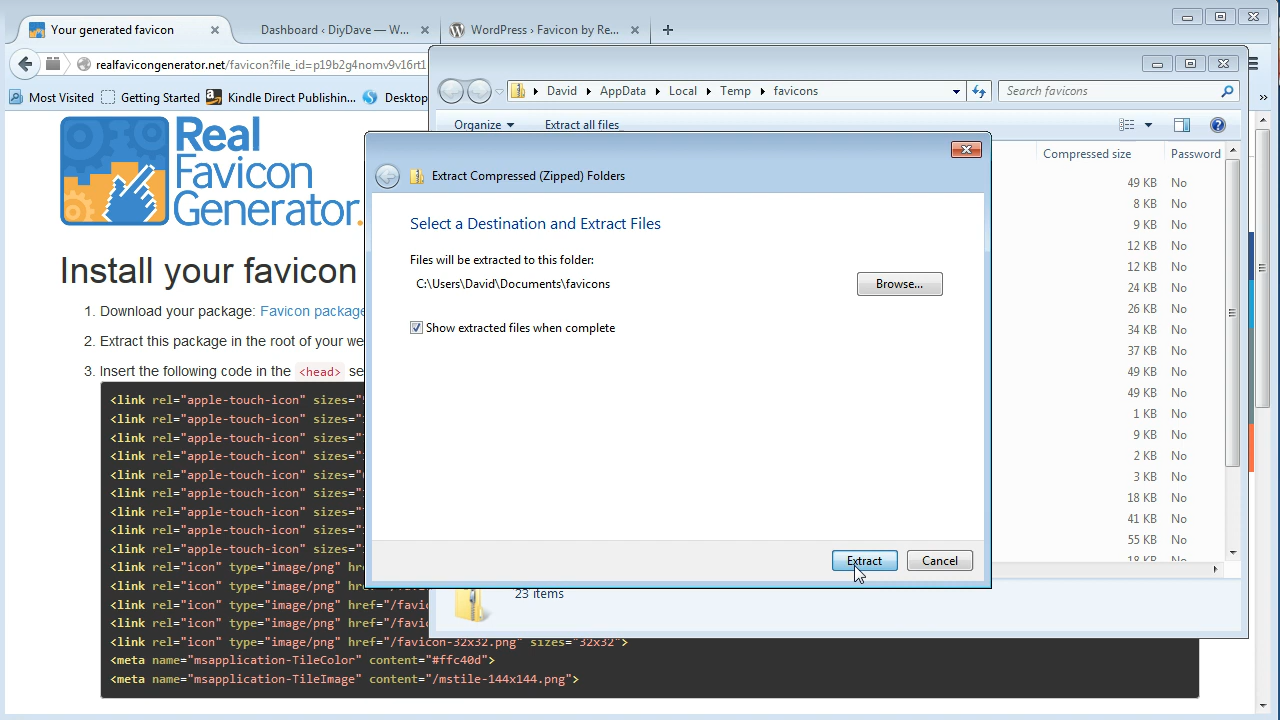 Your generated favicon
Dashboard ‹ DiyDave — W...
WordPress › Favicon by Re...
realfavicongenerator.net/favicon?file_id=p19b2g4nomv9v16rt1
Most Visited
Getting Started
Kindle Direct Publishin...
Desktop
David
AppData
Local
Temp
favicons
Search favicons
Organize
Extract all files
Real
Favicon
Generator.
Install your favicon
1. Download your package: Favicon package
2. Extract this package in the root of your we
3. Insert the following code in the <head> se
<link rel="apple-touch-icon" sizes="
<link rel="apple-touch-icon" sizes="
<link rel="apple-touch-icon" sizes="
<link rel="apple-touch-icon" sizes="
<link rel="apple-touch-icon" sizes="
<link rel="apple-touch-icon" sizes="
<link rel="apple-touch-icon" sizes="
<link rel="apple-touch-icon" sizes="
<link rel="apple-touch-icon" sizes="
<link rel="icon" type="image/png" hre
<link rel="icon" type="image/png" href="/favi
<link rel="icon" type="image/png" href="/favi
<link rel="icon" type="image/png" href="/favi
<link rel="icon" type="image/png" href="/favicon-32x32.png" sizes="32x32">
<meta name="msapplication-TileColor" content="#ffc40d">
<meta name="msapplication-TileImage" content="/mstile-144x144.png">
Extract Compressed (Zipped) Folders
Select a Destination and Extract Files
Files will be extracted to this folder:
C:\Users\David\Documents\favicons
Browse...
Show extracted files when complete
Extract
Cancel
Compressed size Password
49 KB No
8 KB No
9 KB No
12 KB No
12 KB No
24 KB No
26 KB No
34 KB No
37 KB No
49 KB No
49 KB No
1 KB No
9 KB No
2 KB No
3 KB No
18 KB No
41 KB No
55 KB No
18 KB No
23 items